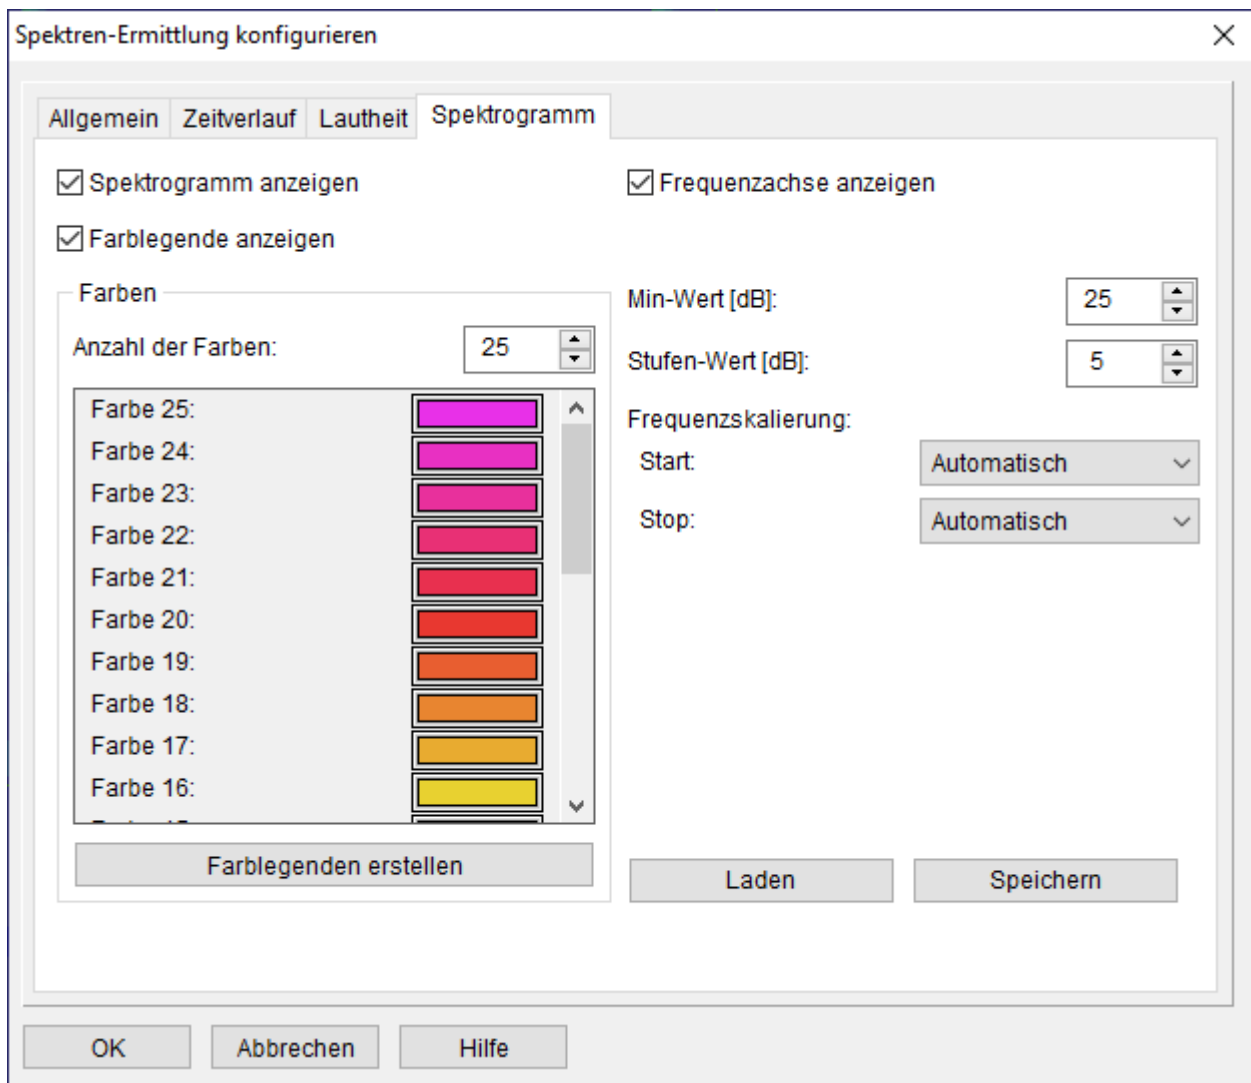 Spektren-Ermittlung konfigurieren
Allgemein Zeitverlauf Lautheit Spektrogramm
Spektrogramm anzeigen
Frequenzachse anzeigen
Farblegende anzeigen
Farben
Anzahl der Farben: 25
Farbe 25:
Farbe 24:
Farbe 23:
Farbe 22:
Farbe 21:
Farbe 20:
Farbe 19:
Farbe 18:
Farbe 17:
Farbe 16:
Farblegenden erstellen
Min-Wert [dB]: 25
Stufen-Wert [dB]: 5
Frequenzskalierung:
Start: Automatisch
Stop: Automatisch
Laden Speichern
OK Abbrechen Hilfe